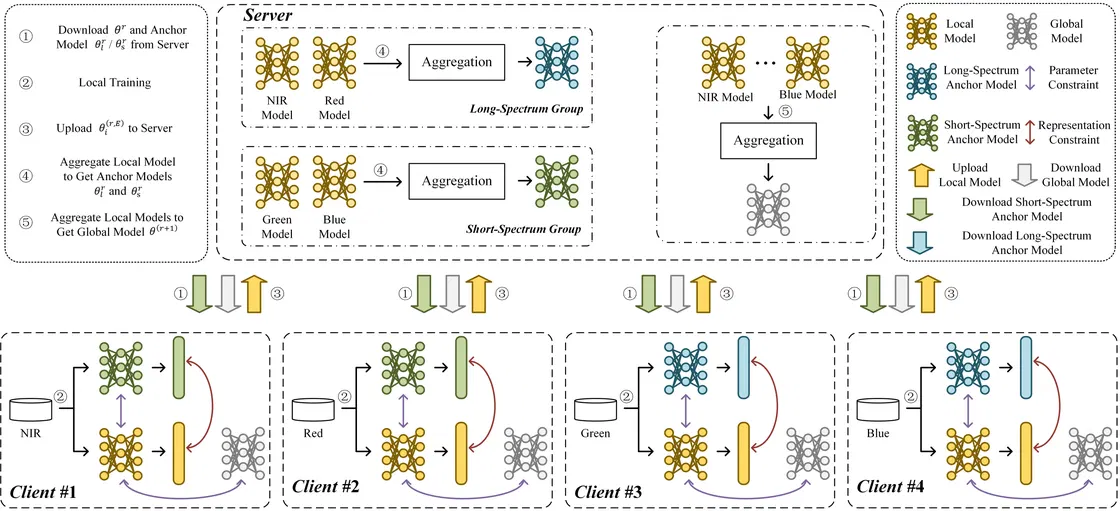 ①
Download θ^r and Anchor
Model θ_l^r / θ_s^r from Server
②
Local Training
③
Upload θ_i^(r,E) to Server
④
Aggregate Local Model
to Get Anchor Models
θ_l^r and θ_s^r
⑤
Aggregate Local Models to
Get Global Model θ^(r+1)
Server
④
Aggregation
NIR
Model
Red
Model
Long-Spectrum Group
④
Aggregation
Green
Model
Blue
Model
Short-Spectrum Group
...
NIR Model
Blue Model
⑤
Aggregation
Local
Model
Global
Model
Long-Spectrum
Anchor Model
Parameter
Constraint
Short-Spectrum
Anchor Model
Representation
Constraint
Upload
Local Model
Download
Global Model
Download Short-Spectrum
Anchor Model
Download Long-Spectrum
Anchor Model
①
③
①
③
①
③
①
③
②
NIR
Client #1
②
Red
Client #2
②
Green
Client #3
②
Blue
Client #4